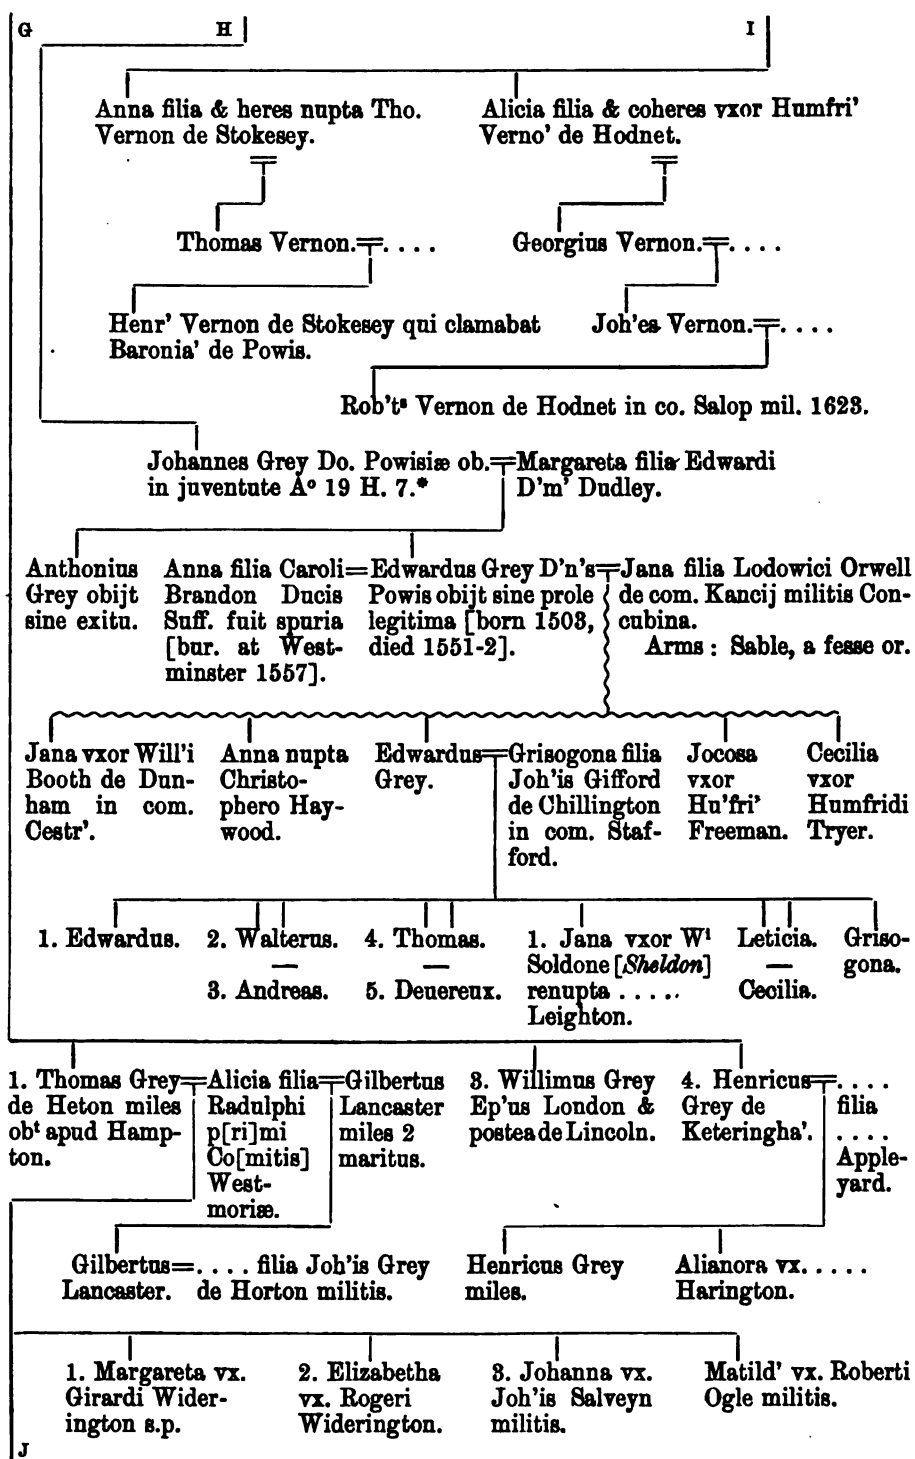 G H I
Anna filia & heres nupta Tho.
Vernon de Stokesey.
Alicia filia & coheres vxor Humfri'
Verno' de Hodnet.
Thomas Vernon.=. . . .
Georgius Vernon.=. . . .
Henr' Vernon de Stokesey qui clamabat
Baronia' de Powis.
Joh'es Vernon.=. . . .
Rob'tˢ Vernon de Hodnet in co. Salop mil. 1623.
Johannes Grey Do. Powisiæ ob.=
in juventute Aᵒ 19 H. 7.*
Margareta filia Edwardi
D'm' Dudley.
Anthonius
Grey obijt
sine exitu.
Anna filia Caroli=
Brandon Ducis
Suff. fuit spuria
[bur. at West-
minster 1557].
Edwardus Grey D'n's=
Powis obijt sine prole
legitima [born 1503,
died 1551-2].
Jana filia Lodowici Orwell
de com. Kancij militis Con-
cubina.
Arms : Sable, a fesse or.
Jana vxor Will'i
Booth de Dun-
ham in com.
Cestr'.
Anna nupta
Christo-
phero Hay-
wood.
Edwardus=
Grey.
Grisogona filia
Joh'is Gifford
de Chillington
in com. Staf-
ford.
Jocosa
vxor
Hu'fri'
Freeman.
Cecilia
vxor
Humfridi
Tryer.
1. Edwardus.
2. Walterus.
—
3. Andreas.
4. Thomas.
—
5. Deuereux.
1. Jana vxor Wⁱ
Soldone [Sheldon]
renupta . . . . .
Leighton.
Leticia.
—
Cecilia.
Griso-
gona.
1. Thomas Grey=
de Heton miles
obᵗ apud Hamp-
ton.
Alicia filia=
Radulphi
p[ri]mi
Co[mitis]
West-
moriæ.
Gilbertus
Lancaster
miles 2
maritus.
3. Willimus Grey
Ep'us London &
postea de Lincoln.
4. Henricus=
Grey de
Keteringha'.
. . . .
filia
. . . .
Apple-
yard.
Gilbertus=. . . . filia Joh'is Grey
Lancaster. de Horton militis.
Henricus Grey
miles.
Alianora vx. . . . .
Harington.
1. Margareta vx.
Girardi Wider-
ington s.p.
2. Elizabetha
vx. Rogeri
Widerington.
3. Johanna vx.
Joh'is Salveyn
militis.
Matild' vx. Roberti
Ogle militis.
J